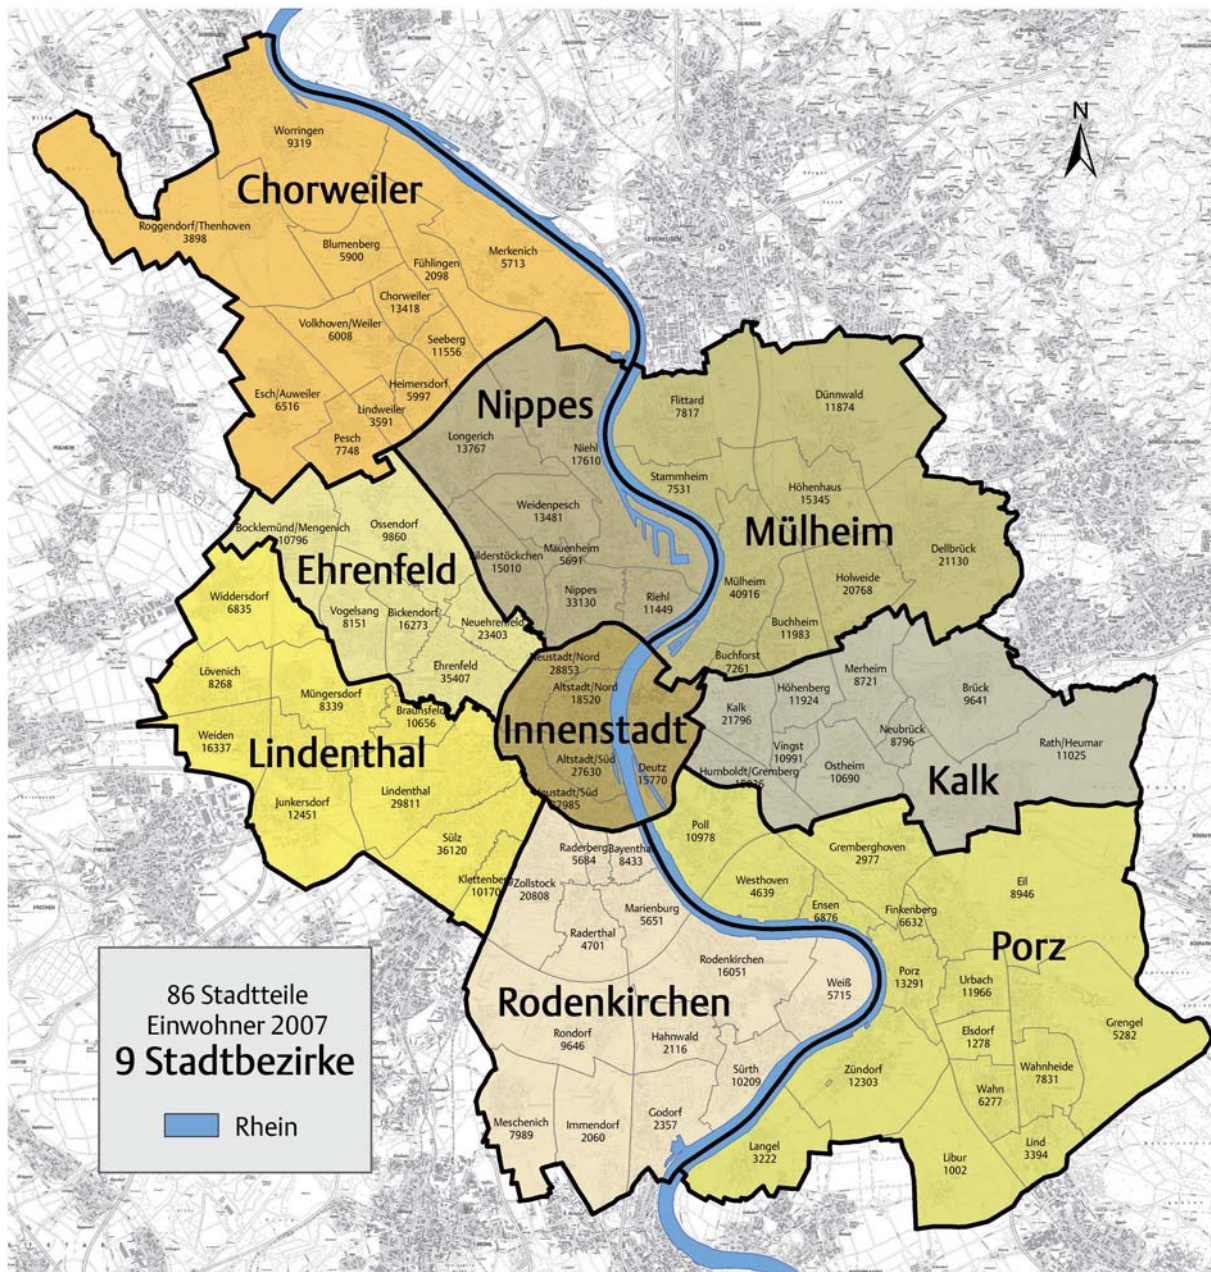 N
Worringen
9319
Chorweiler
Roggendorf/Thenhoven
3898
Blumenberg
5900
Fühlingen
2098
Merkenich
5713
Chorweiler
13418
Volkhoven/Weiler
6008
Seeberg
11556
Heimersdorf
5997
Esch/Auweiler
6516
Lindweiler
3591
Pesch
7748
Nippes
Longerich
13767
Niehl
17610
Weidenpesch
13481
Mauenheim
5691
Bilderstöckchen
15010
Nippes
33130
Riehl
11449
Flittard
7817
Dünnwald
11874
Stammheim
7531
Höhenhaus
15345
Mülheim
Dellbrück
21130
Mülheim
40916
Holweide
20768
Buchheim
11983
Buchforst
7261
Bocklemünd/Mengenich
10796
Ossendorf
9860
Ehrenfeld
Vogelsang
8151
Bickendorf
16273
Neuehrenfeld
23403
Ehrenfeld
35407
Widdersdorf
6835
Lövenich
8268
Müngersdorf
8339
Braunsfeld
10656
Weiden
16337
Lindenthal
Junkersdorf
12451
Lindenthal
29811
Sülz
36120
Klettenberg
10170
Neustadt/Nord
28853
Altstadt/Nord
18520
Innenstadt
Altstadt/Süd
27630
Deutz
15770
Neustadt/Süd
37985
Kalk
21796
Höhenberg
11924
Merheim
8721
Brück
9641
Vingst
10991
Neubrück
8796
Rath/Heumar
11025
Humboldt/Gremberg
Ostheim
10690
Kalk
Poll
10978
Gremberghoven
2977
Westhoven
4639
Ensen
6876
Finkenberg
6632
Eil
8946
Porz
Porz
13291
Urbach
11966
Elsdorf
1278
Grengel
5282
Wahnheide
7831
Wahn
6277
Zündorf
12303
Lind
3394
Libur
1002
Langel
3222
Raderberg
5684
Bayenthal
8433
Zollstock
20808
Marienburg
5651
Raderthal
4701
Rodenkirchen
16051
Weiß
5715
Rodenkirchen
Rondorf
9646
Hahnwald
2116
Sürth
10209
Meschenich
7989
Immendorf
2060
Godorf
2357
86 Stadtteile
Einwohner 2007
9 Stadtbezirke
Rhein